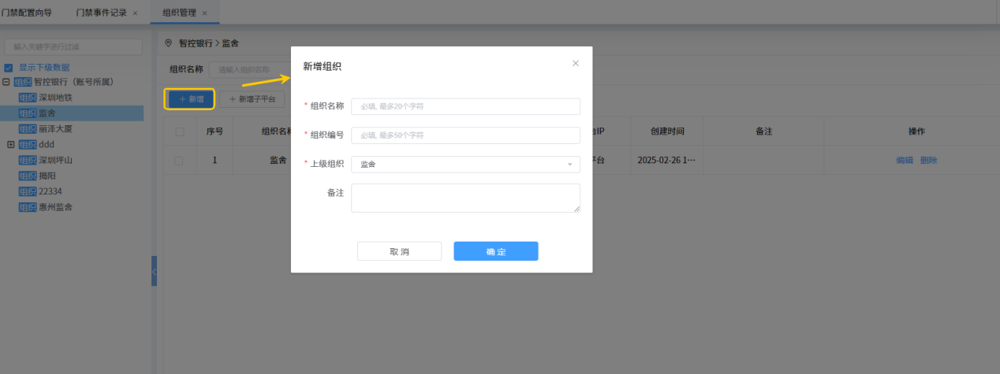 门禁配置向导 门禁事件记录 × 组织管理 ×
输入关键字进行过滤
显示下级数据
组织 智控银行（账号所属）
组织 深圳地铁
组织 监舍
组织 丽泽大厦
组织 ddd
组织 深圳坪山
组织 揭阳
组织 22334
组织 惠州监舍
智控银行 > 监舍
组织名称 请输入组织名称
+ 新增 + 新增子平台
序号 组织名称 台IP 创建时间 备注 操作
1 监舍 平台 2025-02-26 1··· 编辑 删除
新增组织 ×
* 组织名称 必填, 最多20个字符
* 组织编号 必填, 最多50个字符
* 上级组织 监舍
备注
取 消 确 定